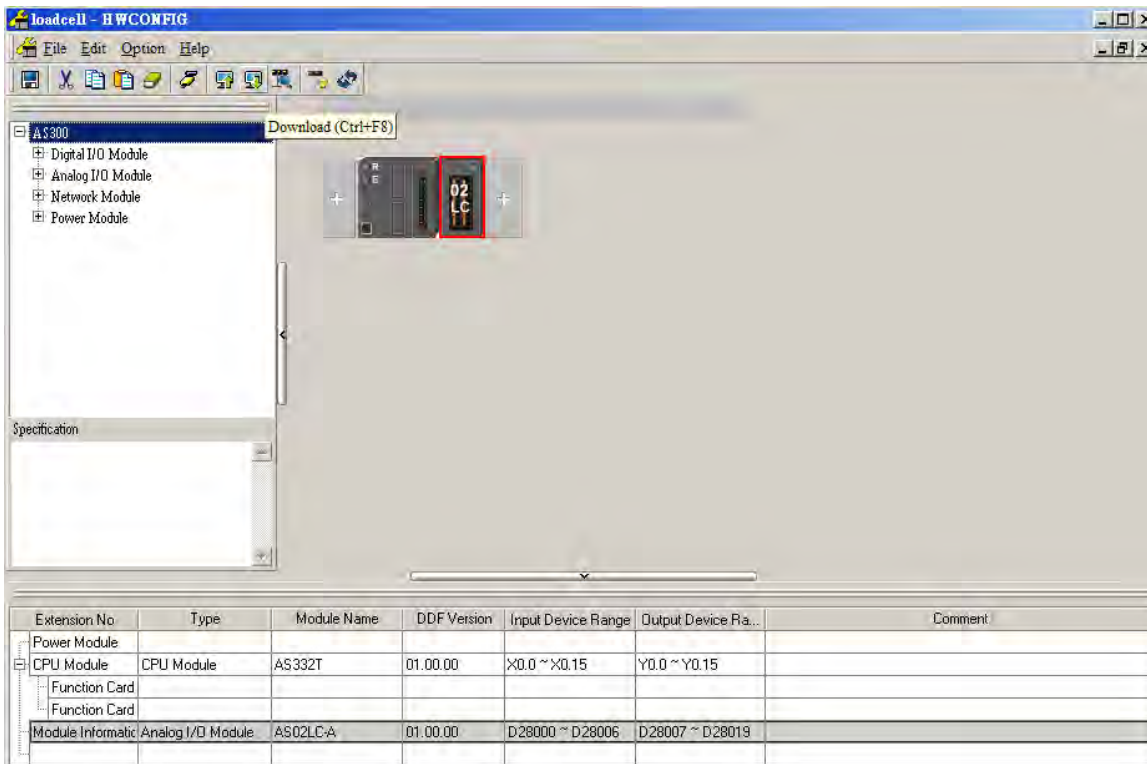 loadcell - HWCONFIG
File Edit Option Help
Download (Ctrl+F8)
AS300
Digital I/O Module
Analog I/O Module
Network Module
Power Module
R
E
02
LC
Specification
Extension No Type Module Name DDF Version Input Device Range Output Device Ra... Comment
Power Module
CPU Module CPU Module AS332T 01.00.00 X0.0 ~ X0.15 Y0.0 ~ Y0.15
Function Card
Function Card
Module Informatic Analog I/O Module AS02LC-A 01.00.00 D28000 ~ D28006 D28007 ~ D28019